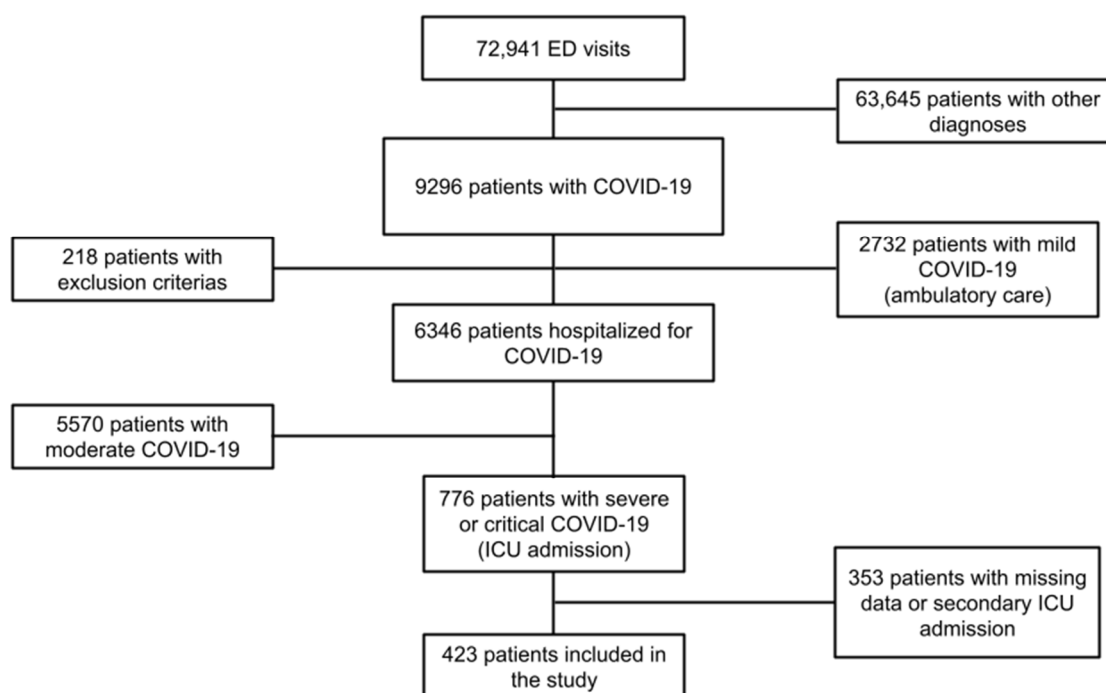 72,941 ED visits
63,645 patients with other
diagnoses
9296 patients with COVID-19
218 patients with
exclusion criterias
2732 patients with mild
COVID-19
(ambulatory care)
6346 patients hospitalized for
COVID-19
5570 patients with
moderate COVID-19
776 patients with severe
or critical COVID-19
(ICU admission)
353 patients with missing
data or secondary ICU
admission
423 patients included in
the study